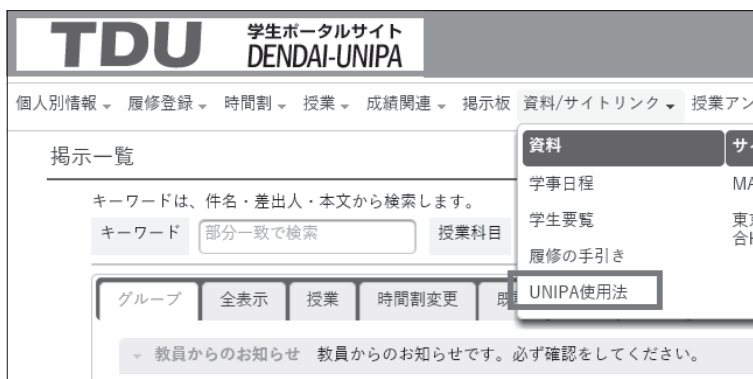 TDU
学生ポータルサイト
DENDAI-UNIPA
個人別情報 履修登録 時間割 授業 成績関連 掲示板 資料/サイトリンク 授業アン
掲示一覧
資料
学事日程
学生要覧
履修の手引き
UNIPA使用法
キーワードは、件名・差出人・本文から検索します。
キーワード 部分一致で検索 授業科目
グループ 全表示 授業 時間割変更
教員からのお知らせ 教員からのお知らせです。必ず確認をしてください。